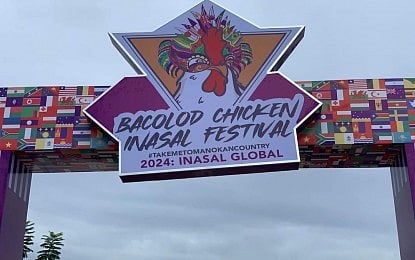 BACOLOD CHICKEN
INASAL FESTIVAL
#TAKEMETOMANOKANCOUNTRY
2024: INASAL GLOBAL